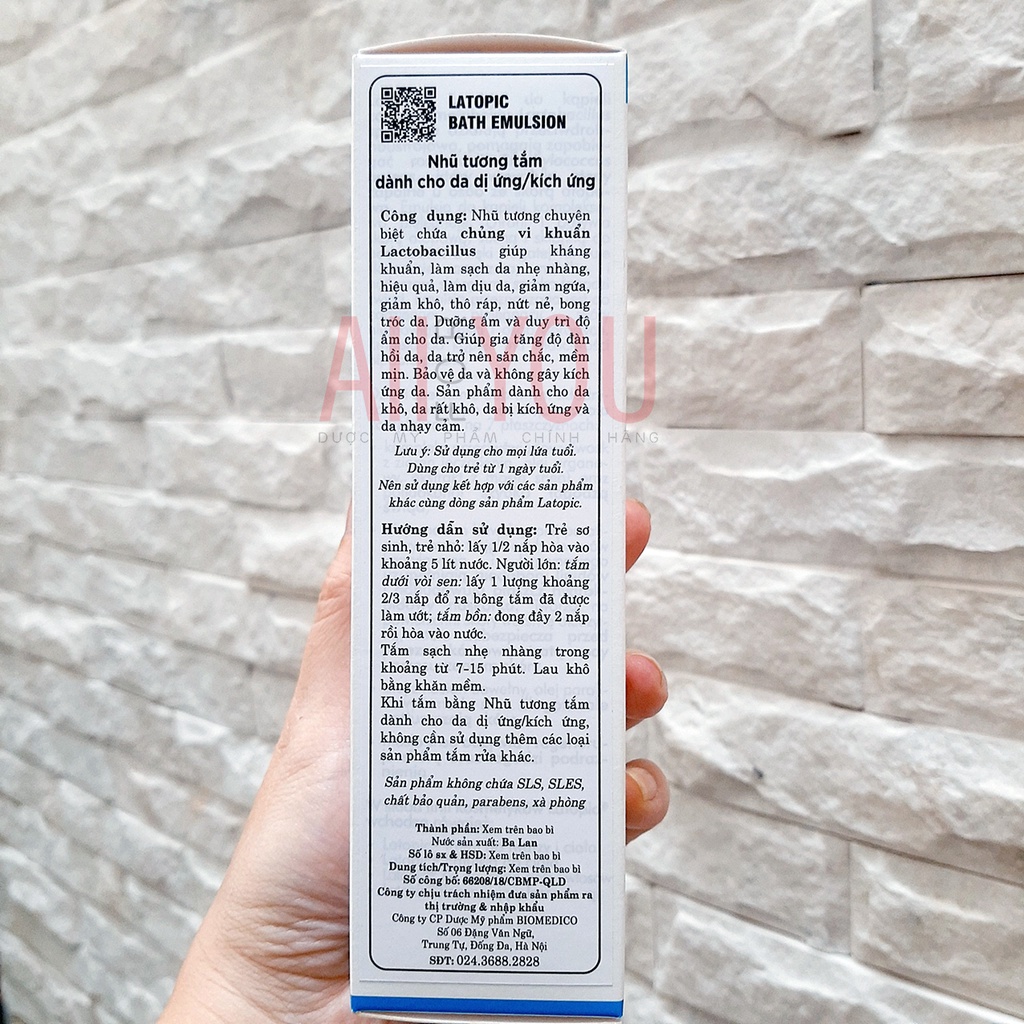 LATOPIC
BATH EMULSION
Nhũ tương tắm
dành cho da dị ứng/kích ứng
Công dụng: Nhũ tương chuyên
biệt chứa chủng vi khuẩn
Lactobacillus giúp kháng
khuẩn, làm sạch da nhẹ nhàng,
hiệu quả, làm dịu da, giảm ngứa,
giảm khô, thô ráp, nứt nẻ, bong
tróc da. Dưỡng ẩm và duy trì độ
ẩm cho da. Giúp gia tăng độ đàn
hồi da, da trở nên săn chắc, mềm
mịn. Bảo vệ da và không gây kích
ứng da. Sản phẩm dành cho da
khô, da rất khô, da bị kích ứng và
da nhạy cảm.
All YOU
DƯỢC MỸ PHẨM CHÍNH HÃNG
Lưu ý: Sử dụng cho mọi lứa tuổi.
Dùng cho trẻ từ 1 ngày tuổi.
Nên sử dụng kết hợp với các sản phẩm
khác cùng dòng sản phẩm Latopic.
Hướng dẫn sử dụng: Trẻ sơ
sinh, trẻ nhỏ: lấy 1/2 nắp hòa vào
khoảng 5 lít nước. Người lớn: tắm
dưới vòi sen: lấy 1 lượng khoảng
2/3 nắp đổ ra bông tắm đã được
làm ướt; tắm bồn: đong đầy 2 nắp
rồi hòa vào nước.
Tắm sạch nhẹ nhàng trong
khoảng từ 7-15 phút. Lau khô
bằng khăn mềm.
Khi tắm bằng Nhũ tương tắm
dành cho da dị ứng/kích ứng,
không cần sử dụng thêm các loại
sản phẩm tắm rửa khác.
Sản phẩm không chứa SLS, SLES,
chất bảo quản, parabens, xà phòng
Thành phần: Xem trên bao bì
Nước sản xuất: Ba Lan
Số lô sx & HSD: Xem trên bao bì
Dung tích/Trọng lượng: Xem trên bao bì
Số công bố: 66208/18/CBMP-QLD
Công ty chịu trách nhiệm đưa sản phẩm ra
thị trường & nhập khẩu
Công ty CP Dược Mỹ phẩm BIOMEDICO
Số 06 Đặng Văn Ngữ,
Trung Tự, Đống Đa, Hà Nội
SĐT: 024.3688.2828